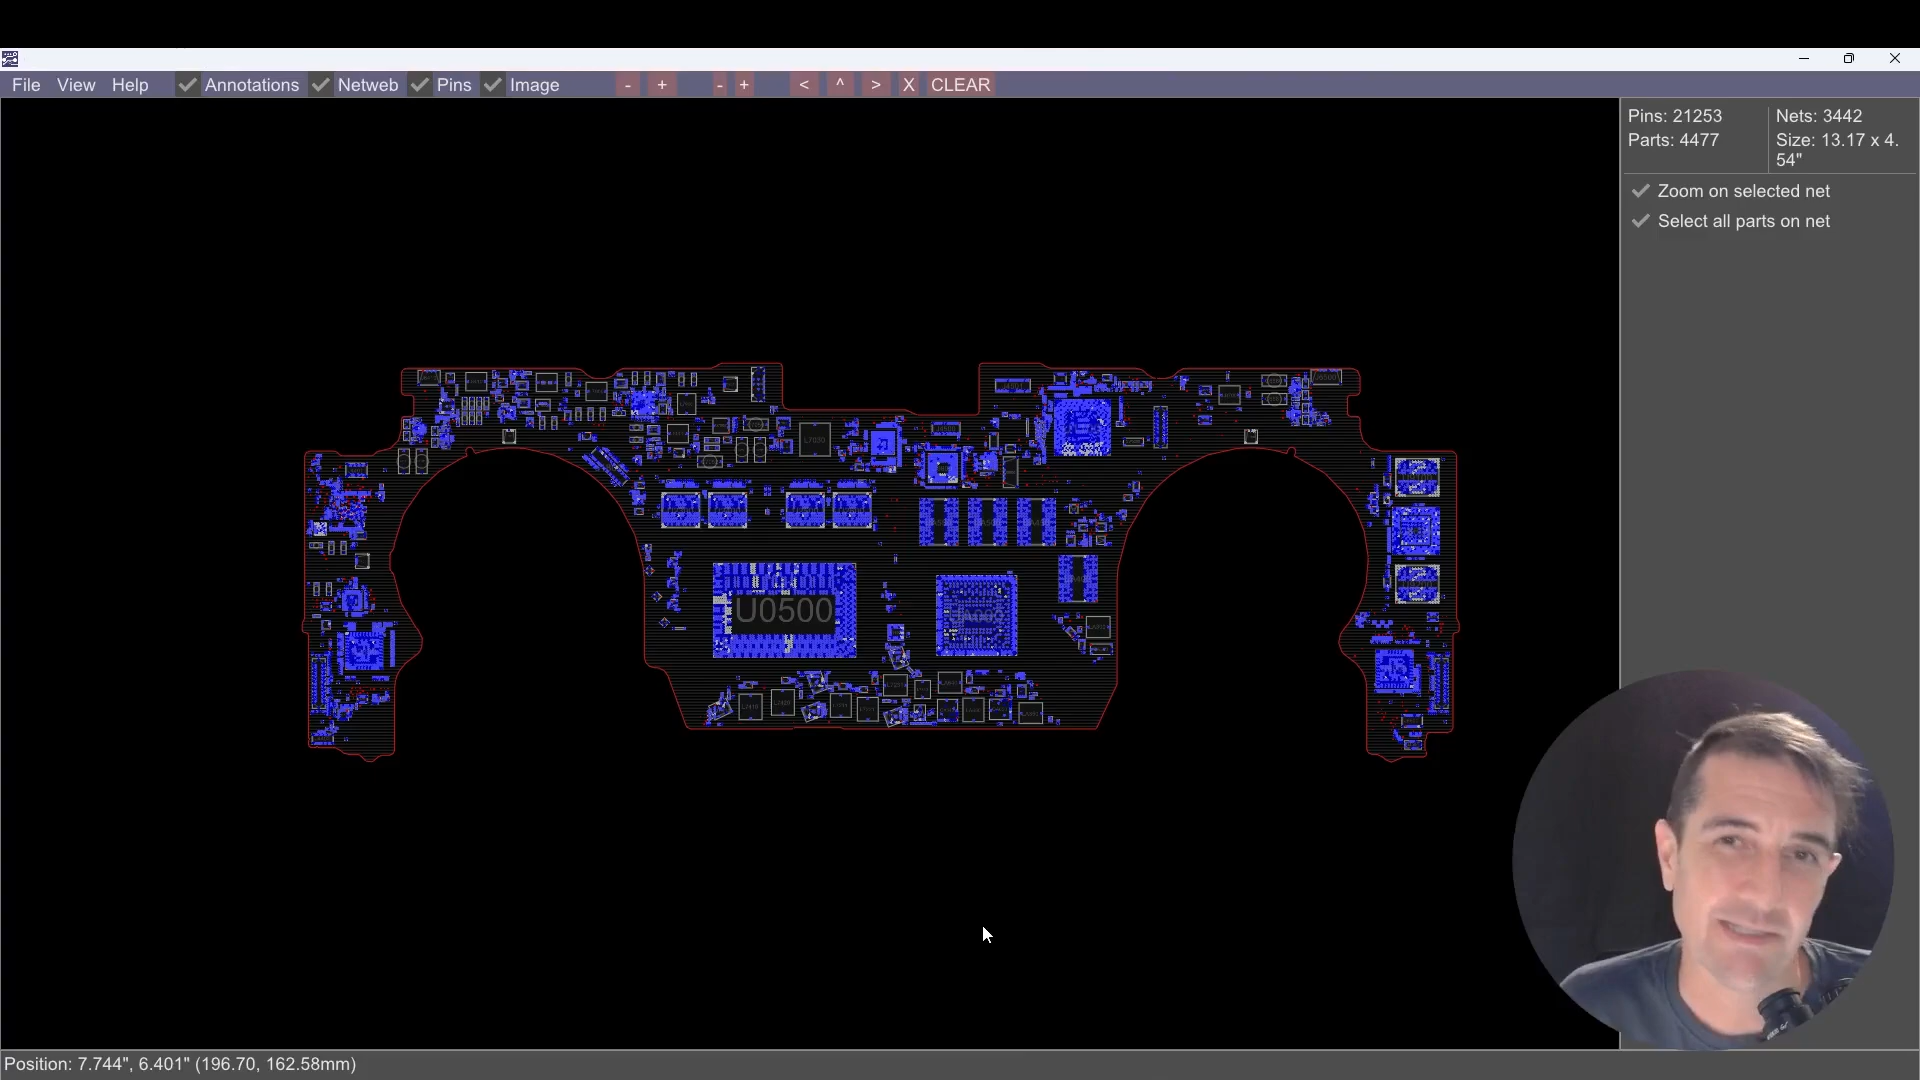 File View Help Annotations Netweb Pins Image - + - + < ^ > X CLEAR
Pins: 21253
Parts: 4477
Nets: 3442
Size: 13.17 x 4.
54"
Zoom on selected net
Select all parts on net
L7030
U0500
Position: 7.744", 6.401" (196.70, 162.58mm)